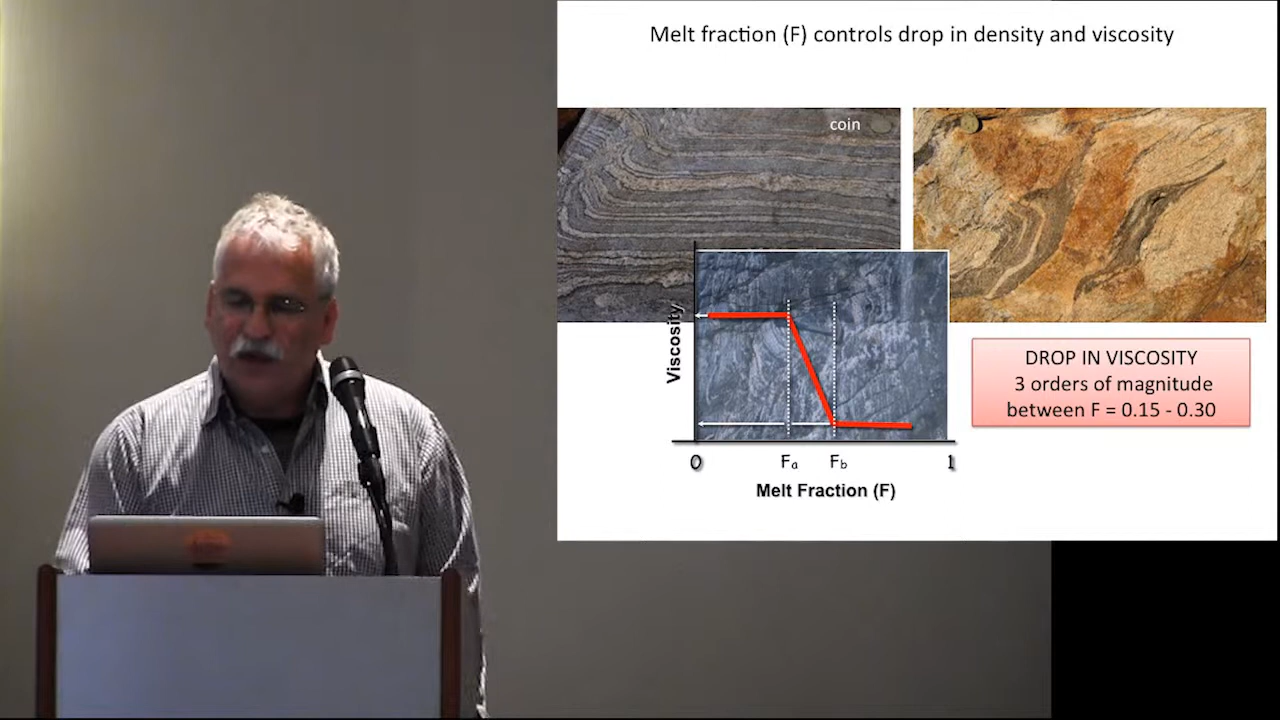 Melt fraction (F) controls drop in density and viscosity
coin
Viscosity
DROP IN VISCOSITY
3 orders of magnitude
between F = 0.15 - 0.30
0
Fa
Fb
1
Melt Fraction (F)